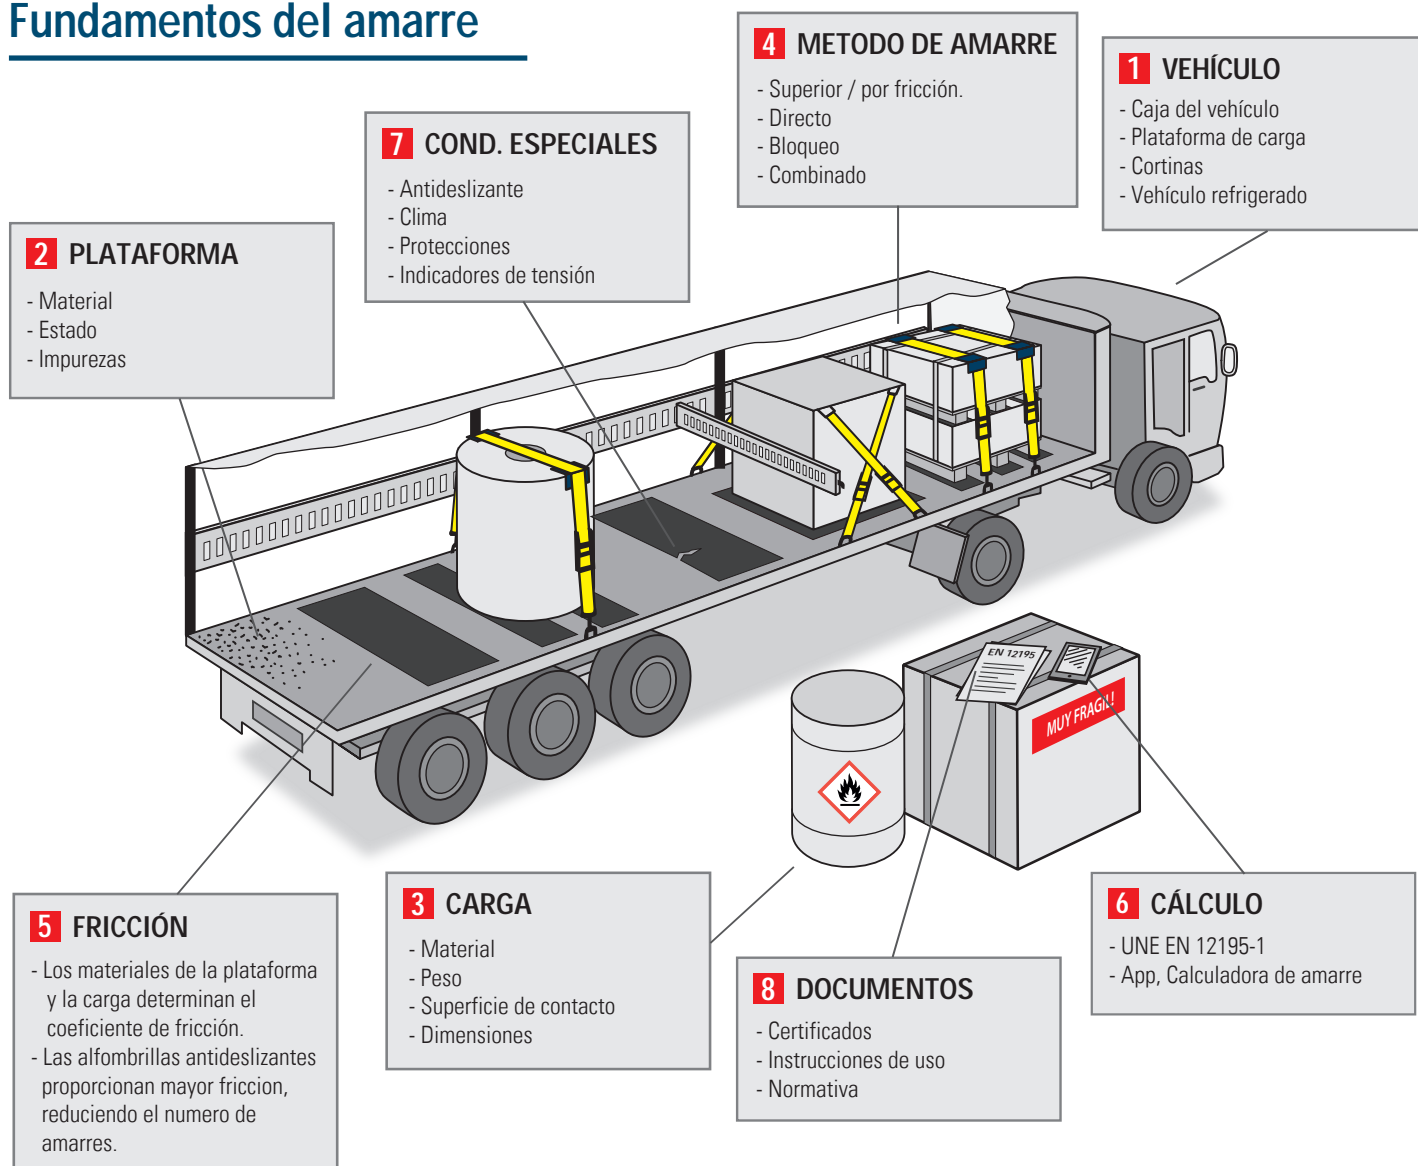 Fundamentos del amarre
4 METODO DE AMARRE
- Superior / por fricción.
- Directo
- Bloqueo
- Combinado
1 VEHÍCULO
- Caja del vehículo
- Plataforma de carga
- Cortinas
- Vehículo refrigerado
7 COND. ESPECIALES
- Antideslizante
- Clima
- Protecciones
- Indicadores de tensión
2 PLATAFORMA
- Material
- Estado
- Impurezas
EN 12195
MUY FRAGIL!
5 FRICCIÓN
- Los materiales de la plataforma
y la carga determinan el
coeficiente de fricción.
- Las alfombrillas antideslizantes
proporcionan mayor friccion,
reduciendo el numero de
amarres.
3 CARGA
- Material
- Peso
- Superficie de contacto
- Dimensiones
8 DOCUMENTOS
- Certificados
- Instrucciones de uso
- Normativa
6 CÁLCULO
- UNE EN 12195-1
- App, Calculadora de amarre